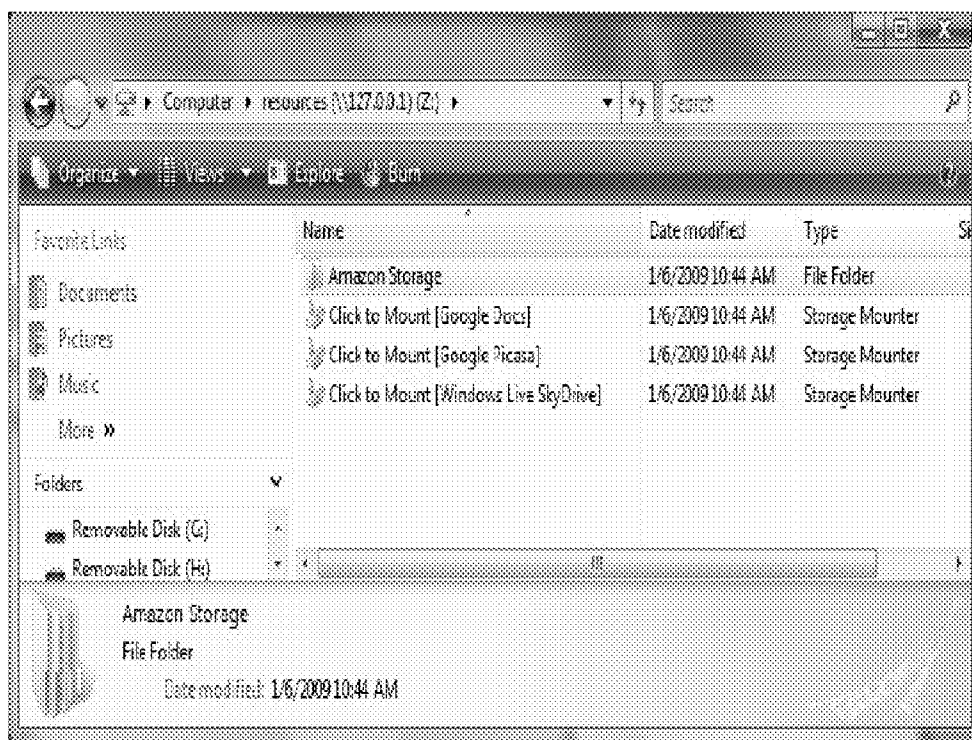 Computer resources (\\127.0.0.1) (Z:) Search
Organize Views Explore Burn
Favorite Links
Documents
Pictures
Music
More »
Folders
Removable Disk (G:)
Removable Disk (H:)
Name Date modified Type
Amazon Storage 1/6/2009 10:44 AM File Folder
Click to Mount [Google Docs] 1/6/2009 10:44 AM Storage Mounter
Click to Mount [Google Picasa] 1/6/2009 10:44 AM Storage Mounter
Click to Mount [Windows Live SkyDrive] 1/6/2009 10:44 AM Storage Mounter
Amazon Storage
File Folder
Date modified: 1/6/2009 10:44 AM